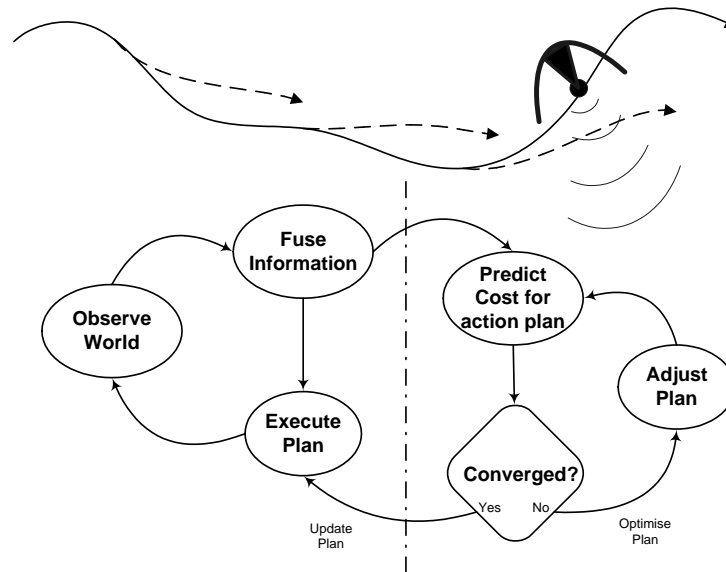 Fuse
Information
Predict
Cost for
action plan
Observe
World
Adjust
Plan
Execute
Plan
Converged?
Yes
No
Update
Plan
Optimise
Plan